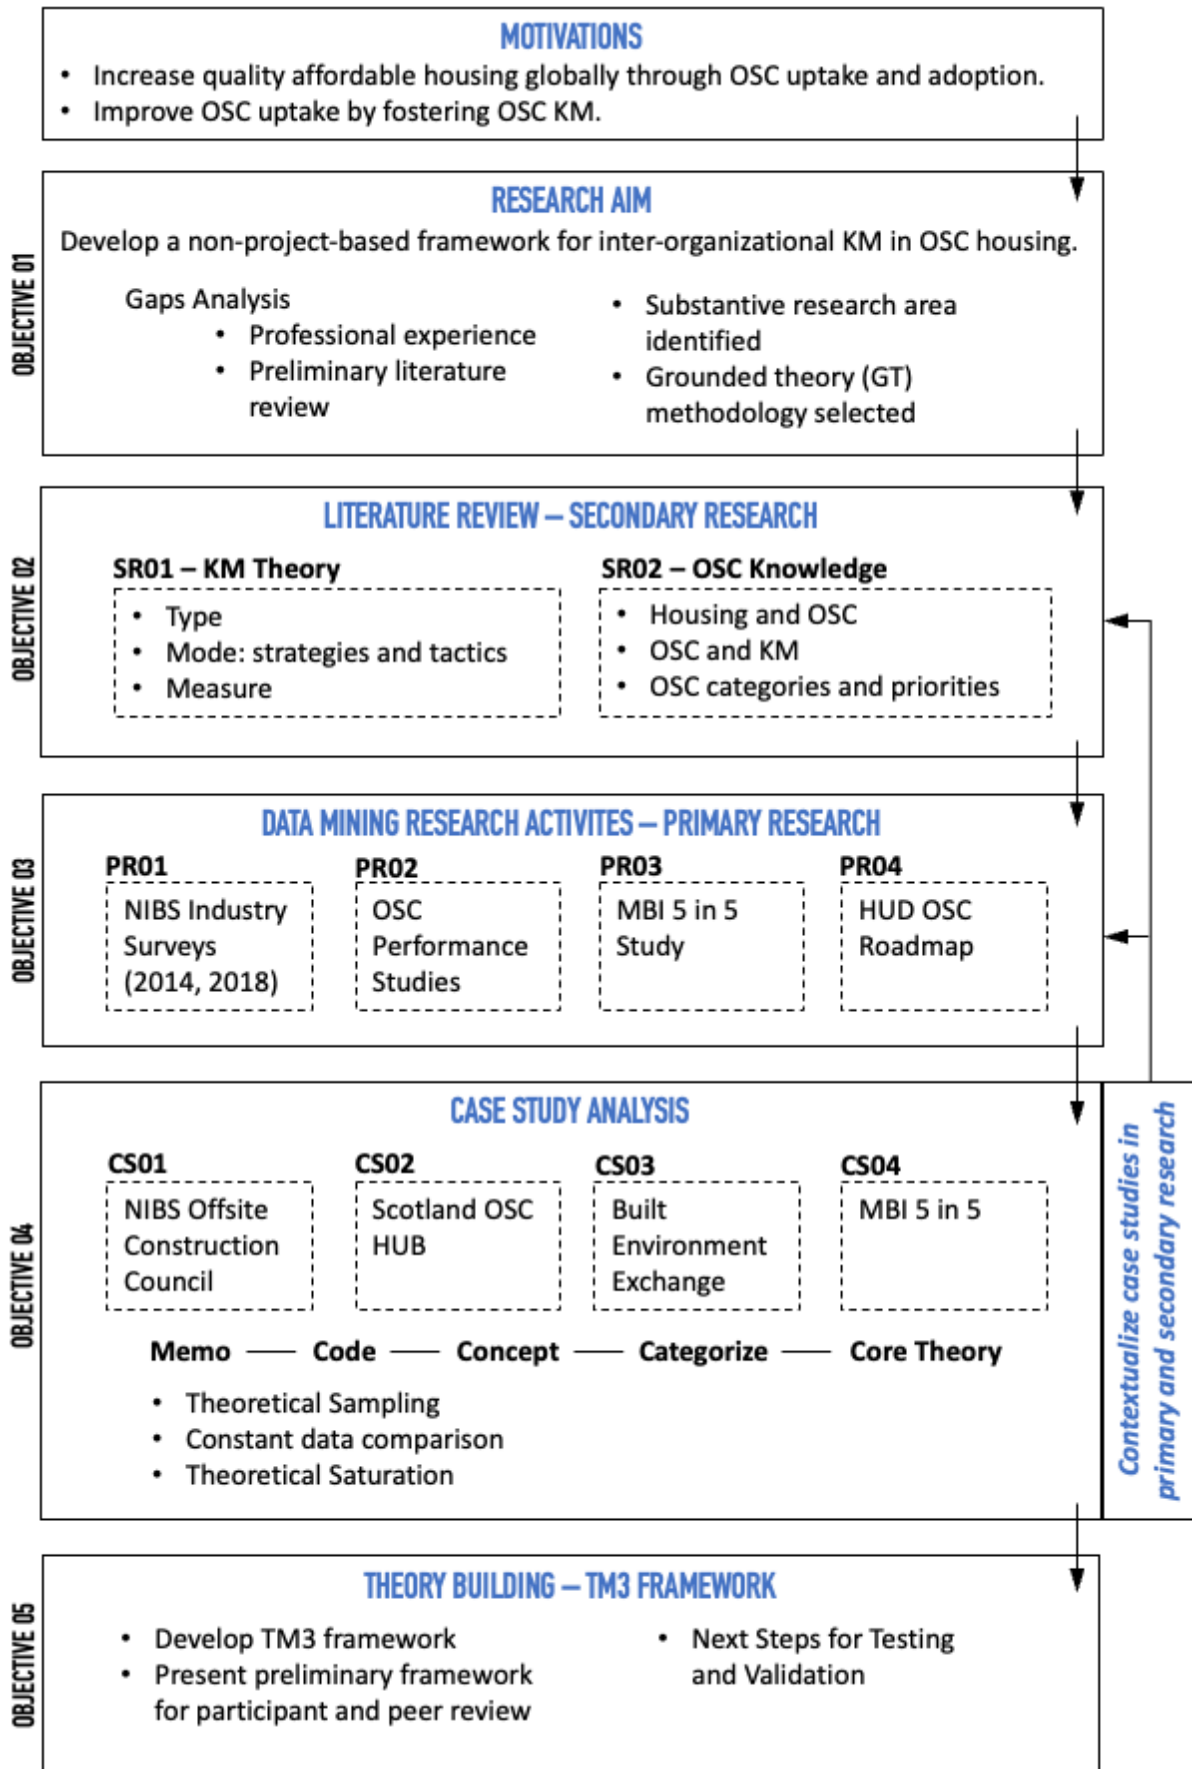 MOTIVATIONS
• Increase quality affordable housing globally through OSC uptake and adoption.
• Improve OSC uptake by fostering OSC KM.
OBJECTIVE 01
RESEARCH AIM
Develop a non-project-based framework for inter-organizational KM in OSC housing.
Gaps Analysis
• Professional experience
• Preliminary literature
review
• Substantive research area
identified
• Grounded theory (GT)
methodology selected
OBJECTIVE 02
LITERATURE REVIEW – SECONDARY RESEARCH
SR01 – KM Theory
• Type
• Mode: strategies and tactics
• Measure
SR02 – OSC Knowledge
• Housing and OSC
• OSC and KM
• OSC categories and priorities
OBJECTIVE 03
DATA MINING RESEARCH ACTIVITES – PRIMARY RESEARCH
PR01
NIBS Industry
Surveys
(2014, 2018)
PR02
OSC
Performance
Studies
PR03
MBI 5 in 5
Study
PR04
HUD OSC
Roadmap
OBJECTIVE 04
CASE STUDY ANALYSIS
CS01
NIBS Offsite
Construction
Council
CS02
Scotland OSC
HUB
CS03
Built
Environment
Exchange
CS04
MBI 5 in 5
Memo — Code — Concept — Categorize — Core Theory
• Theoretical Sampling
• Constant data comparison
• Theoretical Saturation
Contextualize case studies in
primary and secondary research
OBJECTIVE 05
THEORY BUILDING – TM3 FRAMEWORK
• Develop TM3 framework
• Present preliminary framework
for participant and peer review
• Next Steps for Testing
and Validation